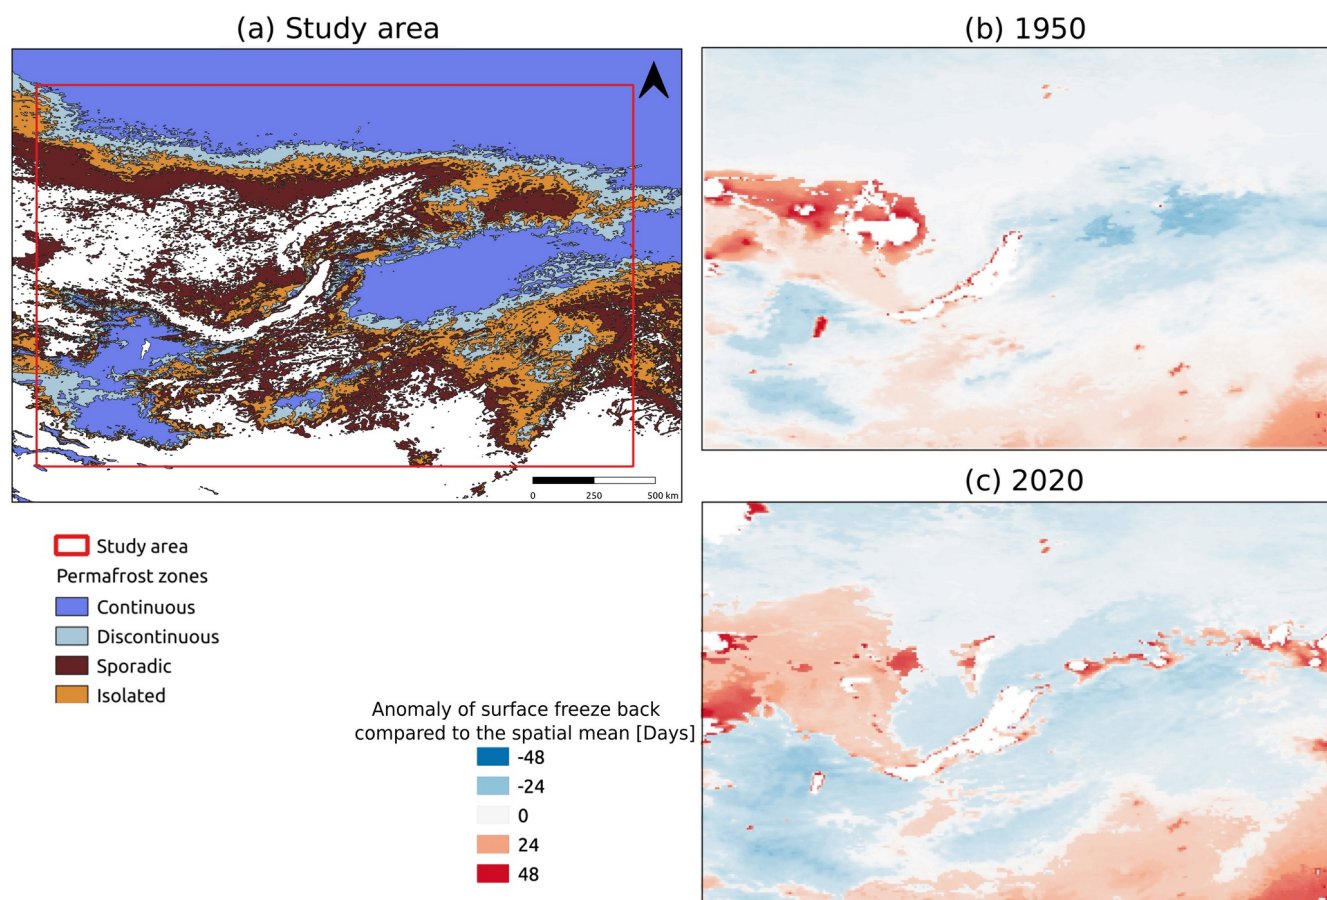 (a) Study area
(b) 1950
0 250 500 km
(c) 2020
Study area
Permafrost zones
Continuous
Discontinuous
Sporadic
Isolated
Anomaly of surface freeze back
compared to the spatial mean [Days]
-48
-24
0
24
48